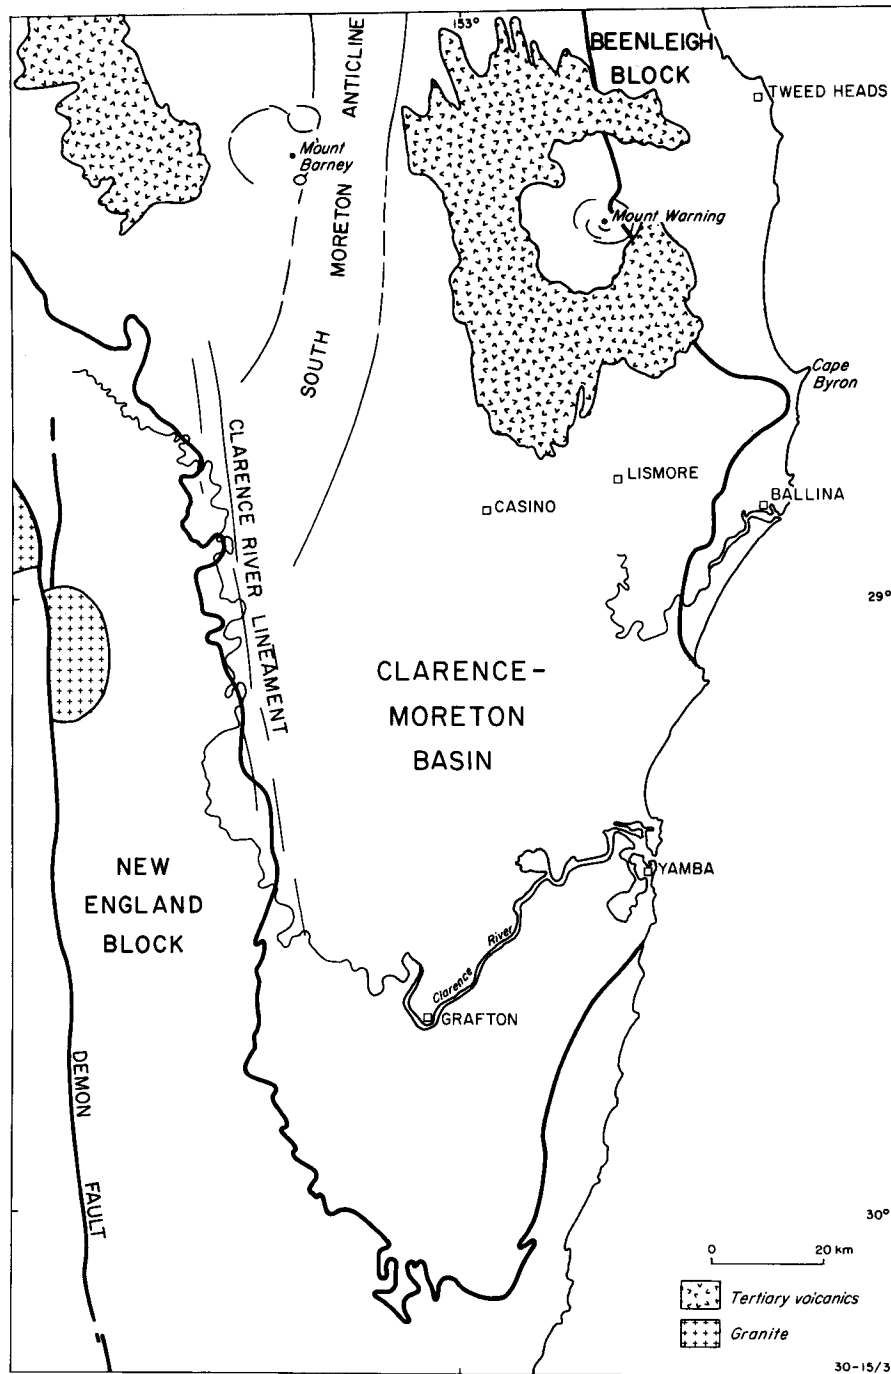 153°
BEENLEIGH
BLOCK
TWEED HEADS
Mount
Barney
SOUTH MORETON ANTICLINE
Mount Warning
Cape
Byron
CLARENCE RIVER LINEAMENT
LISMORE
CASINO
BALLINA
29°
CLARENCE-
MORETON
BASIN
NEW
ENGLAND
BLOCK
YAMBA
Clarence River
GRAFTON
DEMON FAULT
30°
0 20 km
Tertiary volcanics
Granite
30-15/3